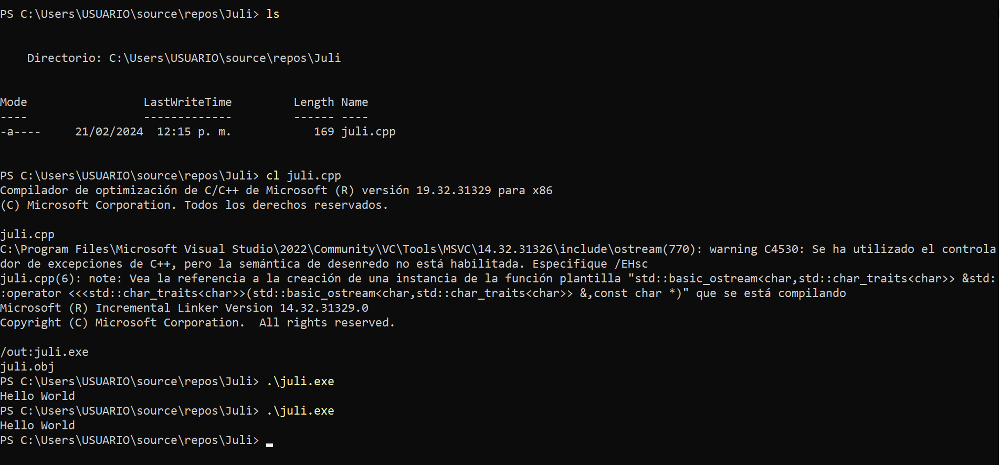 PS C:\Users\USUARIO\source\repos\Juli> ls
Directorio: C:\Users\USUARIO\source\repos\Juli
Mode                 LastWriteTime         Length Name
----                 -------------         ------ ----
-a----     21/02/2024  12:15 p. m.            169 juli.cpp
PS C:\Users\USUARIO\source\repos\Juli> cl juli.cpp
Compilador de optimización de C/C++ de Microsoft (R) versión 19.32.31329 para x86
(C) Microsoft Corporation. Todos los derechos reservados.
juli.cpp
C:\Program Files\Microsoft Visual Studio\2022\Community\VC\Tools\MSVC\14.32.31326\include\ostream(770): warning C4530: Se ha utilizado el controla
dor de excepciones de C++, pero la semántica de desenredo no está habilitada. Especifique /EHsc
juli.cpp(6): note: Vea la referencia a la creación de una instancia de la función plantilla "std::basic_ostream<char,std::char_traits<char>> &std:
:operator <<<std::char_traits<char>>(std::basic_ostream<char,std::char_traits<char>> &,const char *)" que se está compilando
Microsoft (R) Incremental Linker Version 14.32.31329.0
Copyright (C) Microsoft Corporation.  All rights reserved.
/out:juli.exe
juli.obj
PS C:\Users\USUARIO\source\repos\Juli> .\juli.exe
Hello World
PS C:\Users\USUARIO\source\repos\Juli> .\juli.exe
Hello World
PS C:\Users\USUARIO\source\repos\Juli>